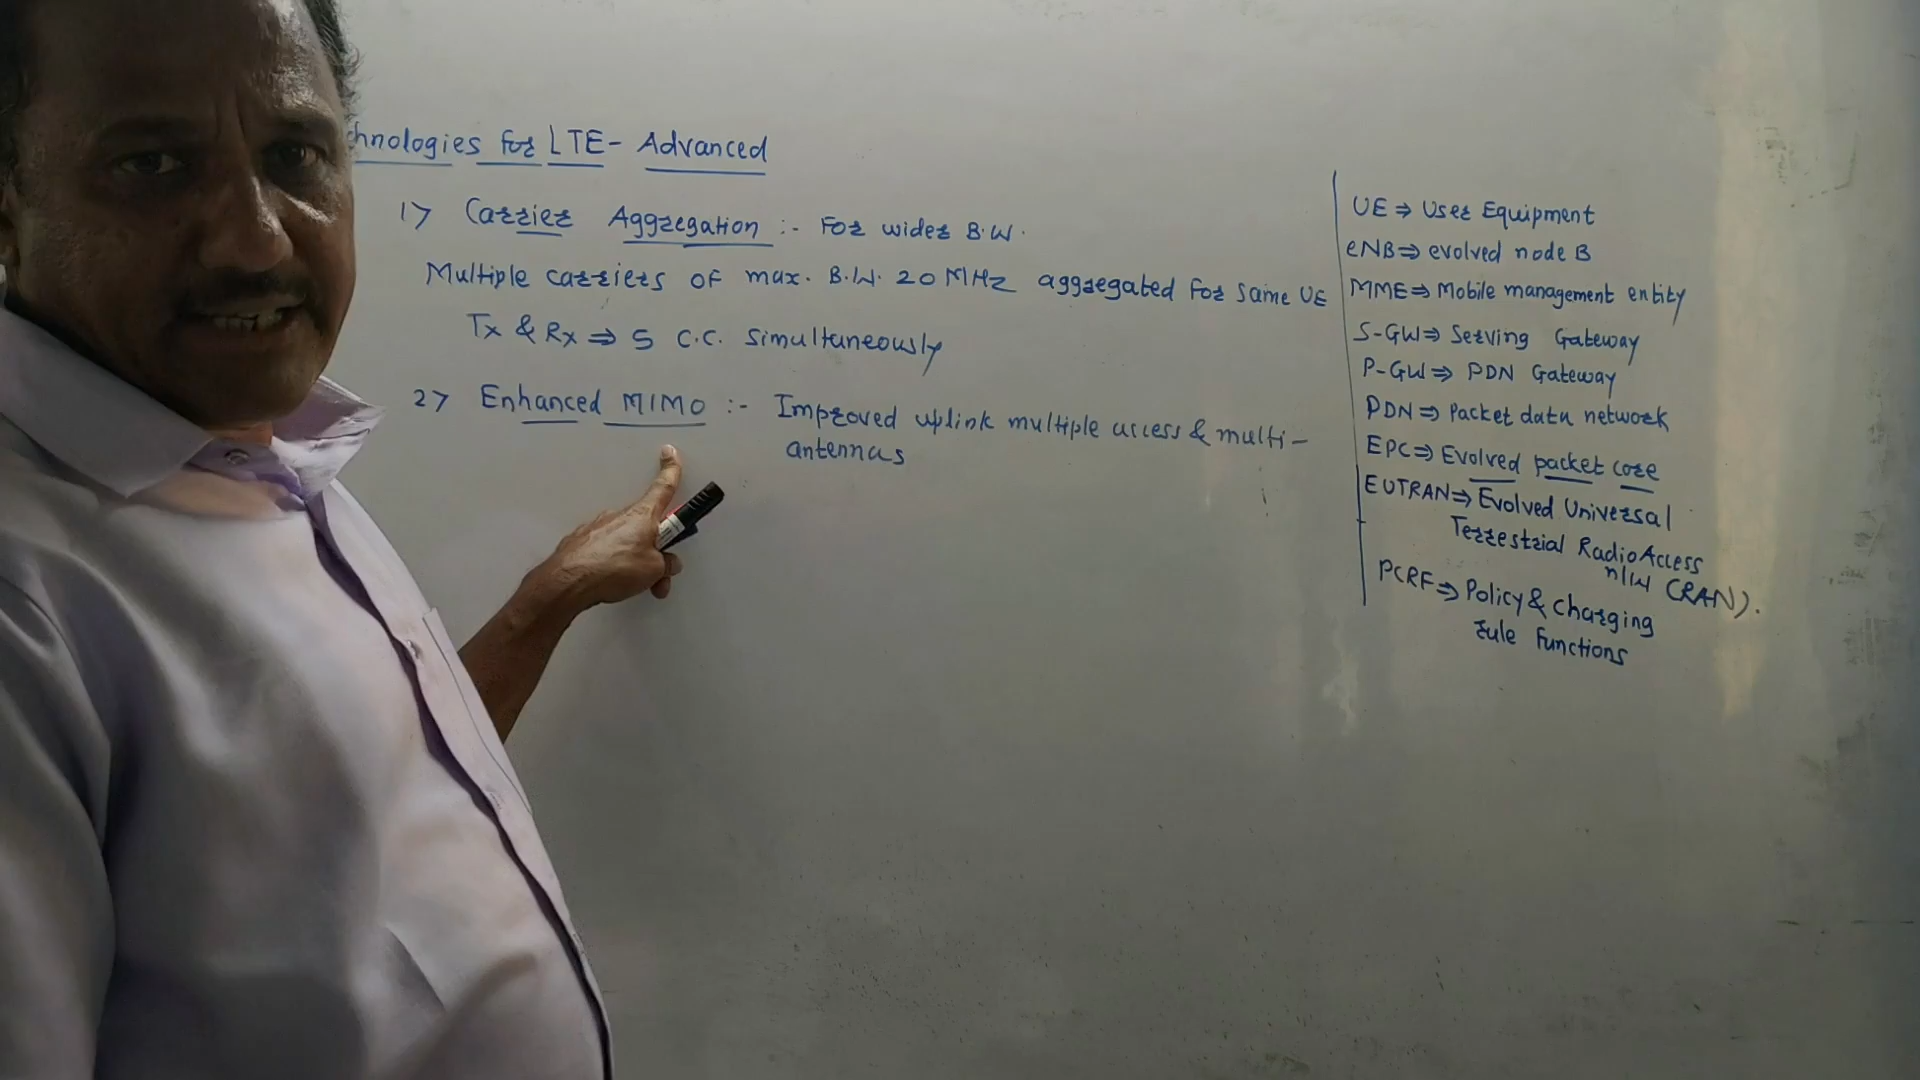 hnologies for LTE- Advanced
1) Carrier Aggregation :- For wider B.W.
Multiple carriers of max. B.W. 20 MHz aggregated for same UE
Tx & Rx ⇒ 5 C.C. simultaneously
2) Enhanced MIMO :- Improved uplink multiple access & multi-
antennas
UE ⇒ User Equipment
eNB ⇒ evolved node B
MME ⇒ Mobile management entity
S-GW ⇒ Serving Gateway
P-GW ⇒ PDN Gateway
PDN ⇒ Packet data network
EPC ⇒ Evolved packet core
EUTRAN ⇒ Evolved Universal
Terrestrial Radio Access
n/w (RAN).
PCRF ⇒ Policy & charging
rule functions